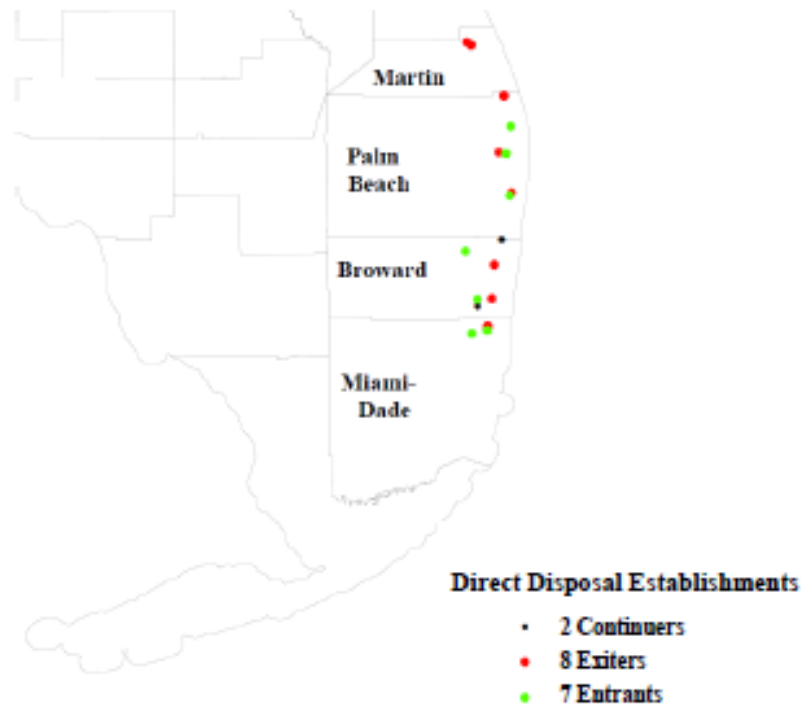 Martin
Palm
Beach
Broward
Miami-
Dade
Direct Disposal Establishments
2 Continuers
8 Exiters
7 Entrants